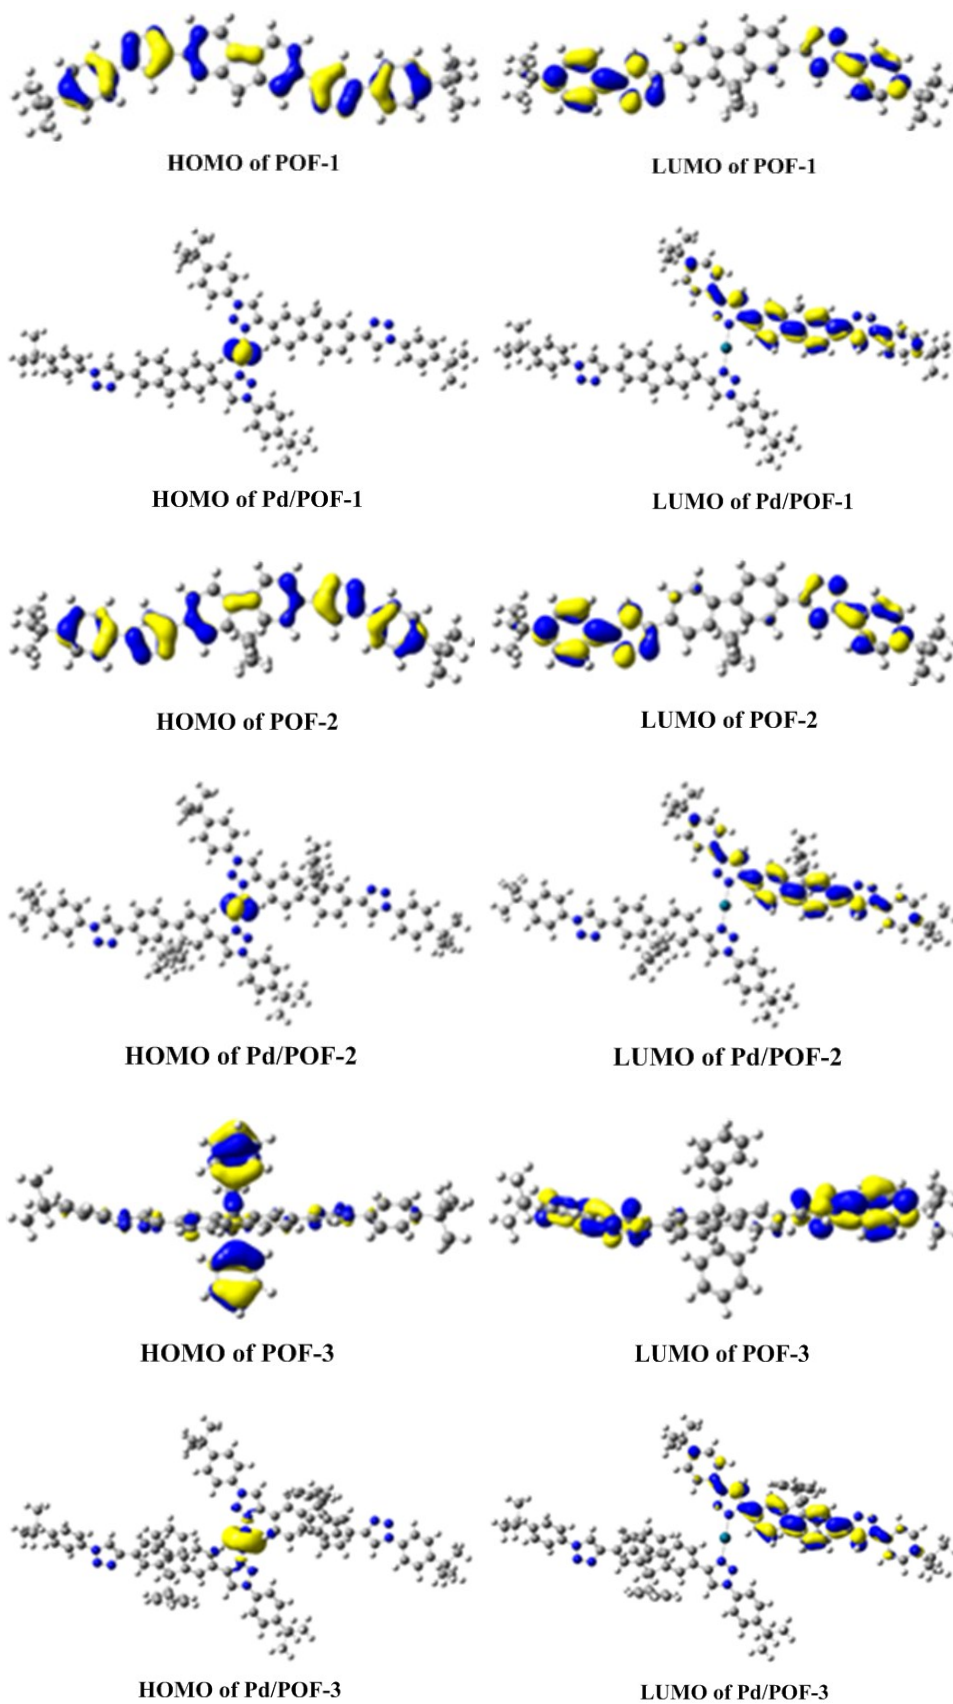 HOMO of POF-1
LUMO of POF-1
HOMO of Pd/POF-1
LUMO of Pd/POF-1
HOMO of POF-2
LUMO of POF-2
HOMO of Pd/POF-2
LUMO of Pd/POF-2
HOMO of POF-3
LUMO of POF-3
HOMO of Pd/POF-3
LUMO of Pd/POF-3